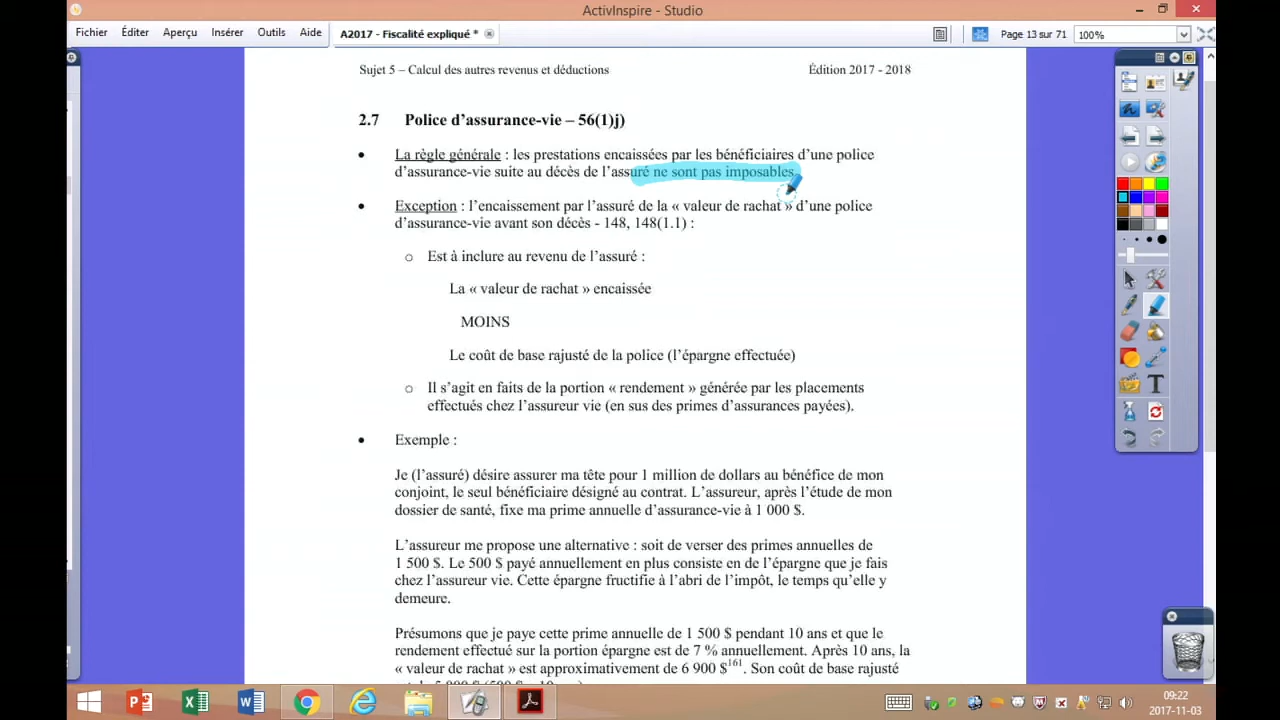 ActivInspire - Studio
Fichier Éditer Aperçu Insérer Outils Aide A2017 - Fiscalité expliqué * Page 13 sur 71 100%
Sujet 5 – Calcul des autres revenus et déductions Édition 2017 - 2018
2.7 Police d’assurance-vie – 56(1)j)
• La règle générale : les prestations encaissées par les bénéficiaires d’une police
d’assurance-vie suite au décès de l’assuré ne sont pas imposables.
• Exception : l’encaissement par l’assuré de la « valeur de rachat » d’une police
d’assurance-vie avant son décès - 148, 148(1.1) :
o Est à inclure au revenu de l’assuré :
La « valeur de rachat » encaissée
MOINS
Le coût de base rajusté de la police (l’épargne effectuée)
o Il s’agit en faits de la portion « rendement » générée par les placements
effectués chez l’assureur vie (en sus des primes d’assurances payées).
• Exemple :
Je (l’assuré) désire assurer ma tête pour 1 million de dollars au bénéfice de mon
conjoint, le seul bénéficiaire désigné au contrat. L’assureur, après l’étude de mon
dossier de santé, fixe ma prime annuelle d’assurance-vie à 1 000 $.
L’assureur me propose une alternative : soit de verser des primes annuelles de
1 500 $. Le 500 $ payé annuellement en plus consiste en de l’épargne que je fais
chez l’assureur vie. Cette épargne fructifie à l’abri de l’impôt, le temps qu’elle y
demeure.
Présumons que je paye cette prime annuelle de 1 500 $ pendant 10 ans et que le
rendement effectué sur la portion épargne est de 7 % annuellement. Après 10 ans, la
« valeur de rachat » est approximativement de 6 900 $161. Son coût de base rajusté
09:22
2017-11-03